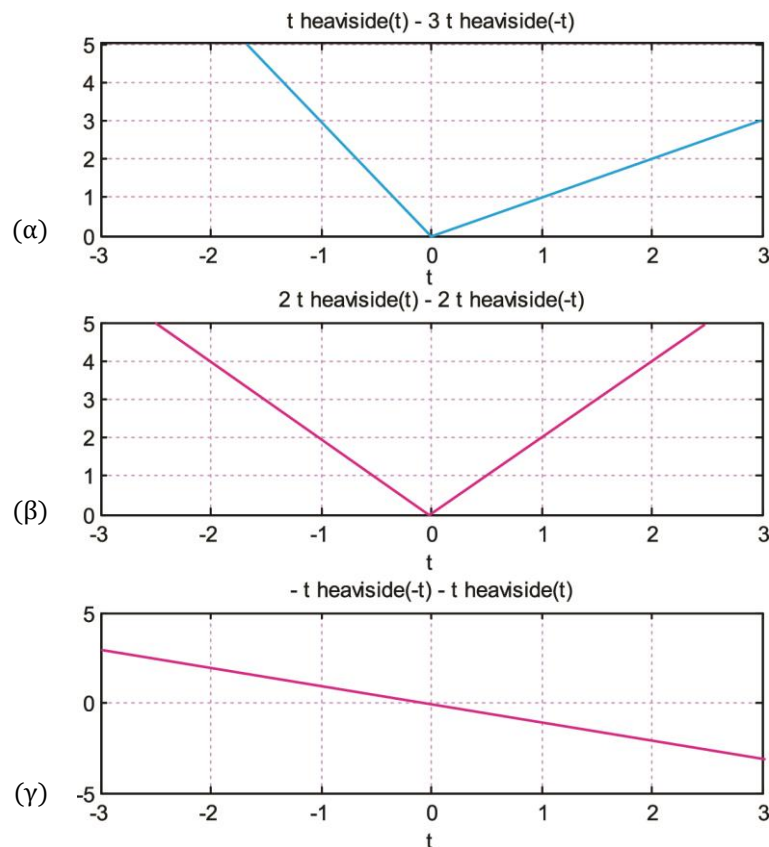 t heaviside(t) - 3 t heaviside(-t)
5
4
3
2
1
(α) 0
-3 -2 -1 0 1 2 3
t
2 t heaviside(t) - 2 t heaviside(-t)
5
4
3
2
1
(β) 0
-3 -2 -1 0 1 2 3
t
- t heaviside(-t) - t heaviside(t)
5
0
(γ) -5
-3 -2 -1 0 1 2 3
t